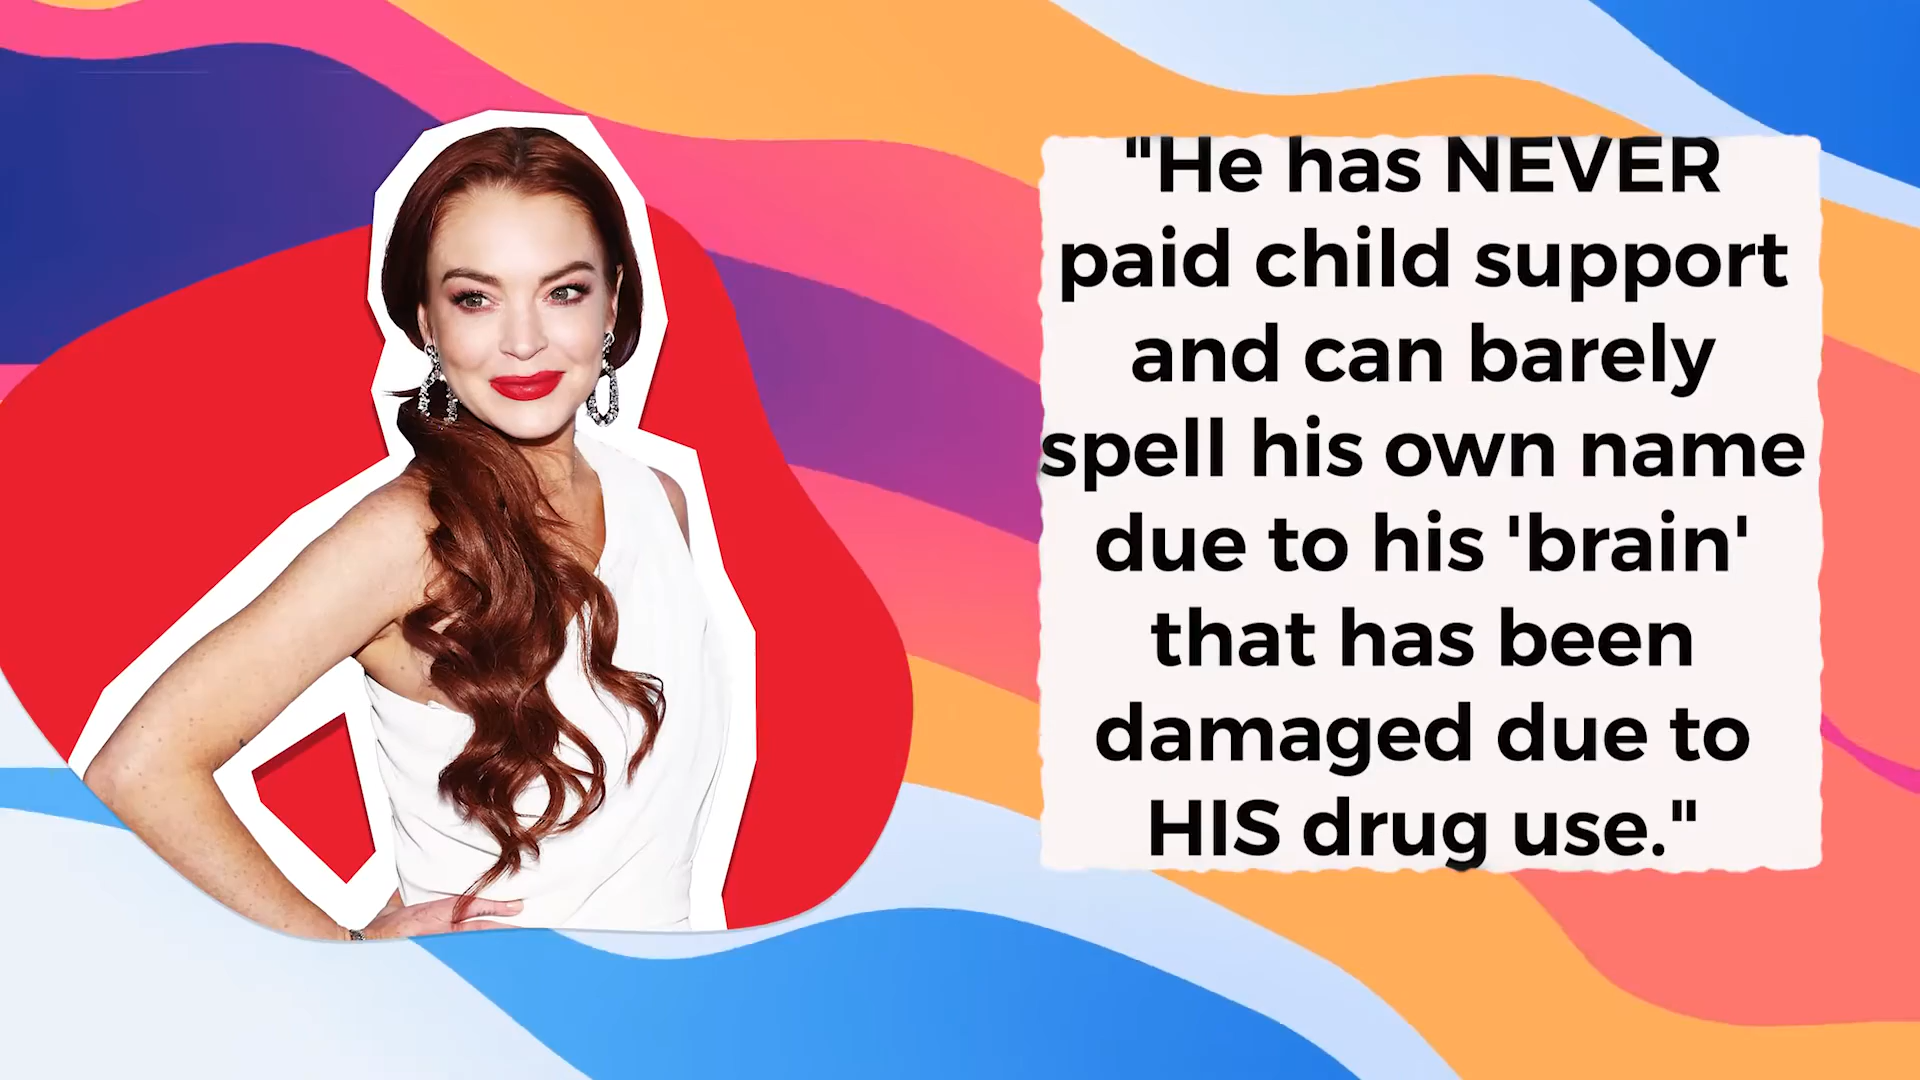 "He has NEVER
paid child support
and can barely
spell his own name
due to his 'brain'
that has been
damaged due to
HIS drug use."